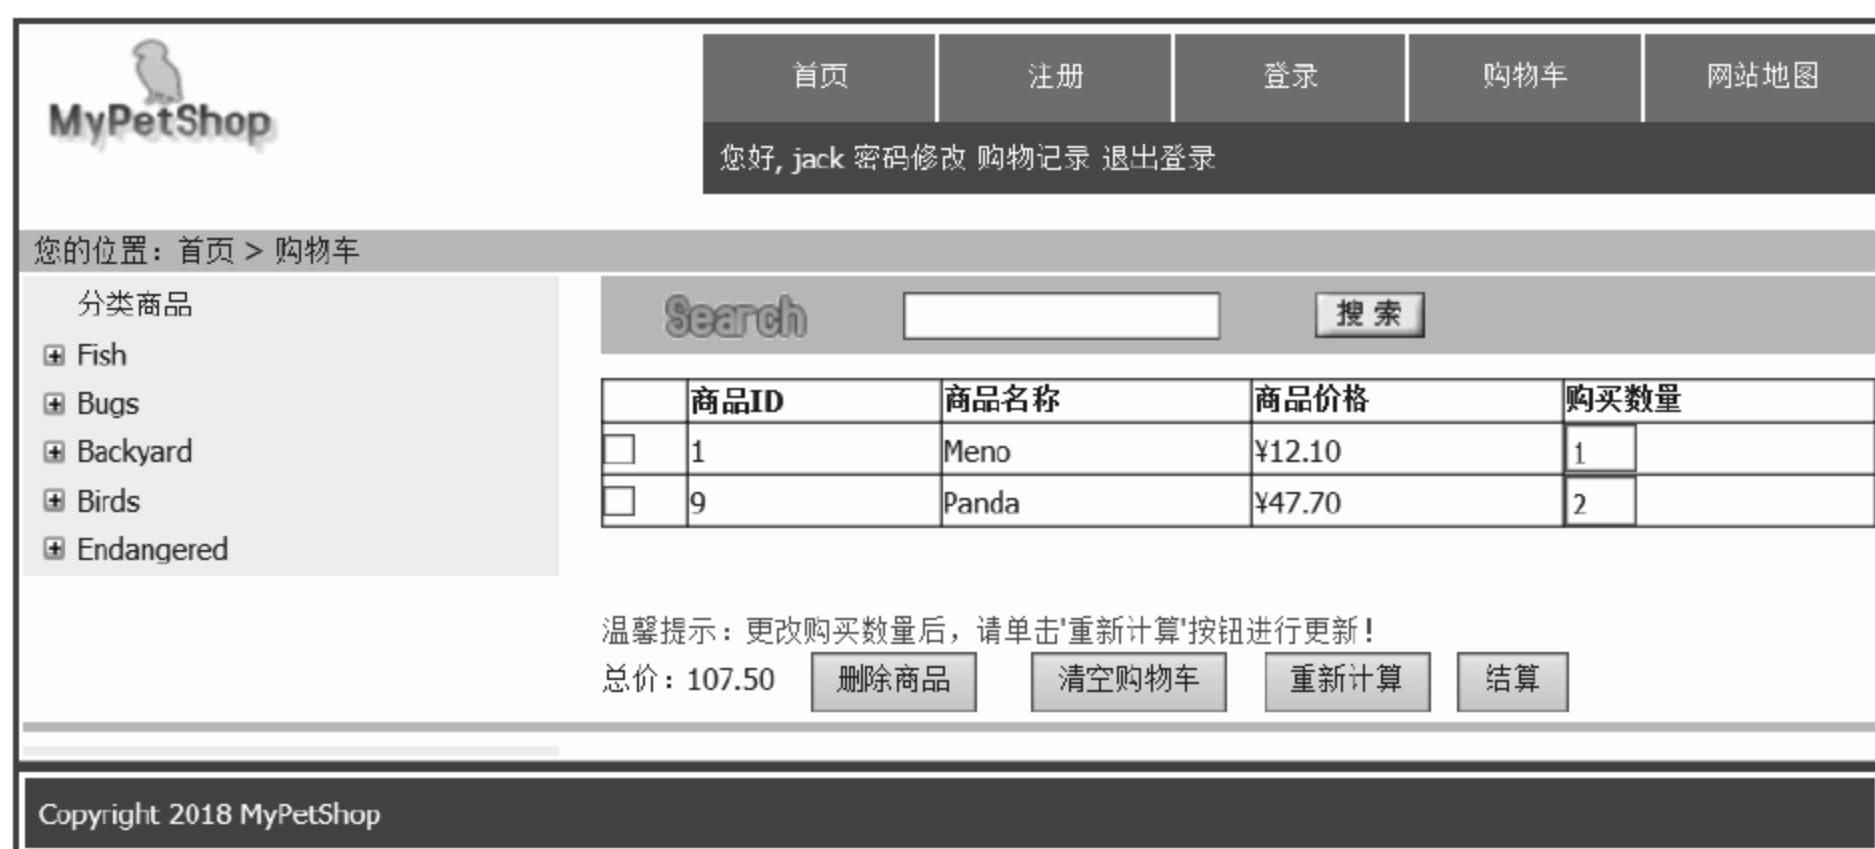 MyPetShop
首页 注册 登录 购物车 网站地图
您好, jack 密码修改 购物记录 退出登录
您的位置：首页 > 购物车
分类商品
Fish
Bugs
Backyard
Birds
Endangered
Search 搜 索
商品ID 商品名称 商品价格 购买数量
1 Meno ¥12.10 1
9 Panda ¥47.70 2
温馨提示：更改购买数量后，请单击'重新计算'按钮进行更新！
总价：107.50 删除商品 清空购物车 重新计算 结算
Copyright 2018 MyPetShop